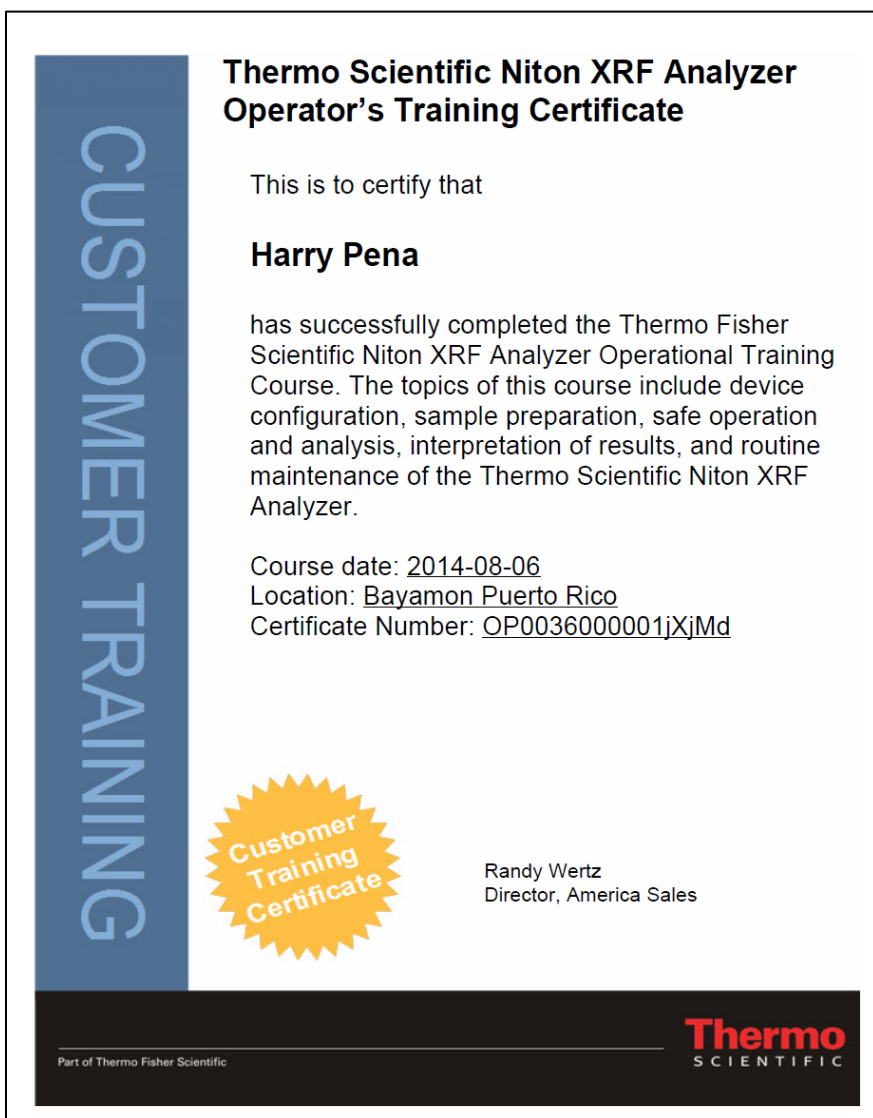 CUSTOMER TRAINING
Thermo Scientific Niton XRF Analyzer
Operator’s Training Certificate
This is to certify that
Harry Pena
has successfully completed the Thermo Fisher
Scientific Niton XRF Analyzer Operational Training
Course. The topics of this course include device
configuration, sample preparation, safe operation
and analysis, interpretation of results, and routine
maintenance of the Thermo Scientific Niton XRF
Analyzer.
Course date: 2014-08-06
Location: Bayamon Puerto Rico
Certificate Number: OP0036000001jXjMd
Customer
Training
Certificate
Randy Wertz
Director, America Sales
Part of Thermo Fisher Scientific
Thermo
SCIENTIFIC